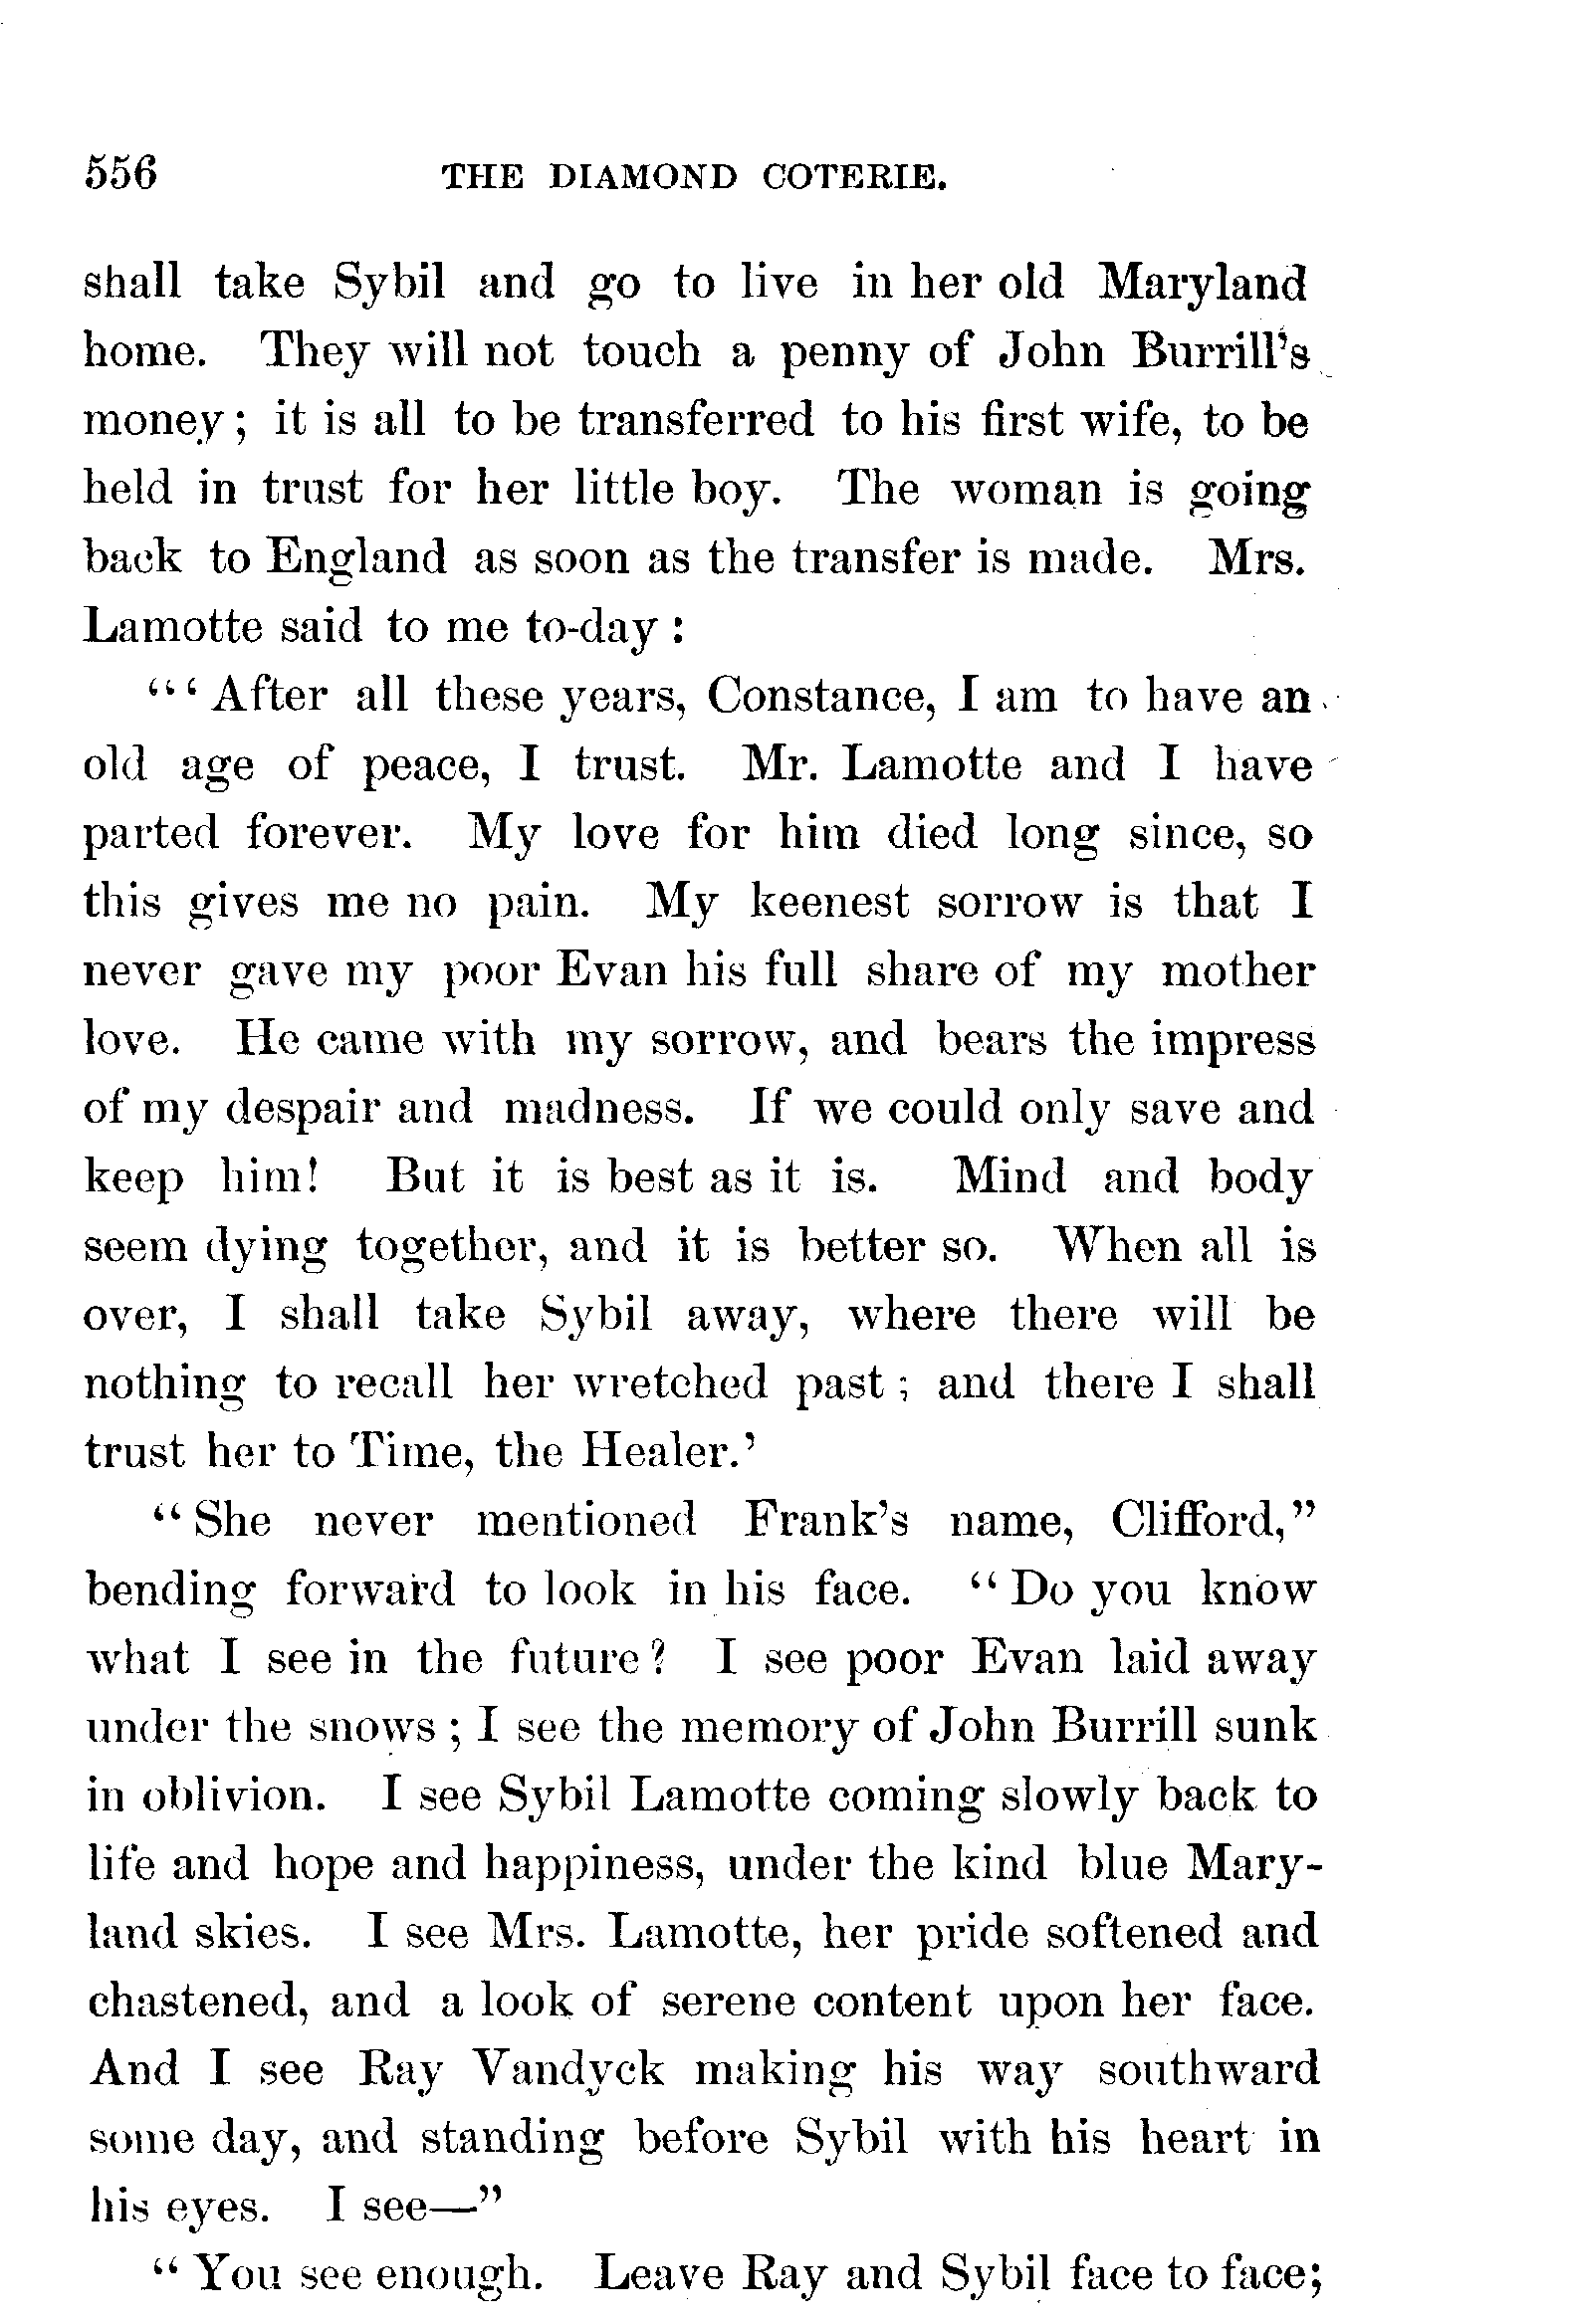 556 THE DIAMOND COTERIE.
shall take Sybil and go to live in her old Maryland
home. They will not touch a penny of John Burrill's
money; it is all to be transferred to his first wife, to be
held in trust for her little boy. The woman is going
back to England as soon as the transfer is made. Mrs.
Lamotte said to me to-day:
"'After all these years, Constance, I am to have an
old age of peace, I trust. Mr. Lamotte and I have
parted forever. My love for him died long since, so
this gives me no pain. My keenest sorrow is that I
never gave my poor Evan his full share of my mother
love. He came with my sorrow, and bears the impress
of my despair and madness. If we could only save and
keep him! But it is best as it is. Mind and body
seem dying together, and it is better so. When all is
over, I shall take Sybil away, where there will be
nothing to recall her wretched past; and there I shall
trust her to Time, the Healer.'
"She never mentioned Frank's name, Clifford,"
bending forward to look in his face. "Do you know
what I see in the future? I see poor Evan laid away
under the snows; I see the memory of John Burrill sunk
in oblivion. I see Sybil Lamotte coming slowly back to
life and hope and happiness, under the kind blue Mary-
land skies. I see Mrs. Lamotte, her pride softened and
chastened, and a look of serene content upon her face.
And I see Ray Vandyck making his way southward
some day, and standing before Sybil with his heart in
his eyes. I see—"
"You see enough. Leave Ray and Sybil face to face;